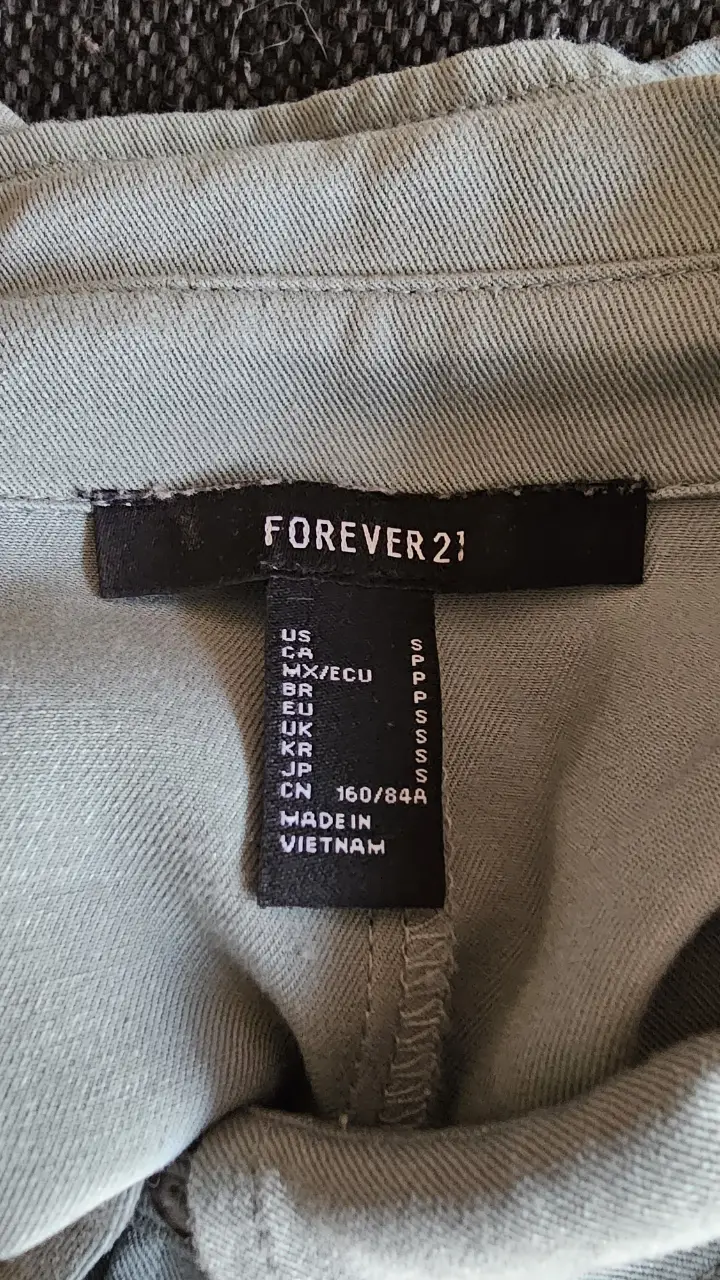 FOREVER 21
US S
CA P
MX/ECU P
BR P
EU S
UK S
KR S
JP S
CN 160/84A
MADE IN
VIETNAM